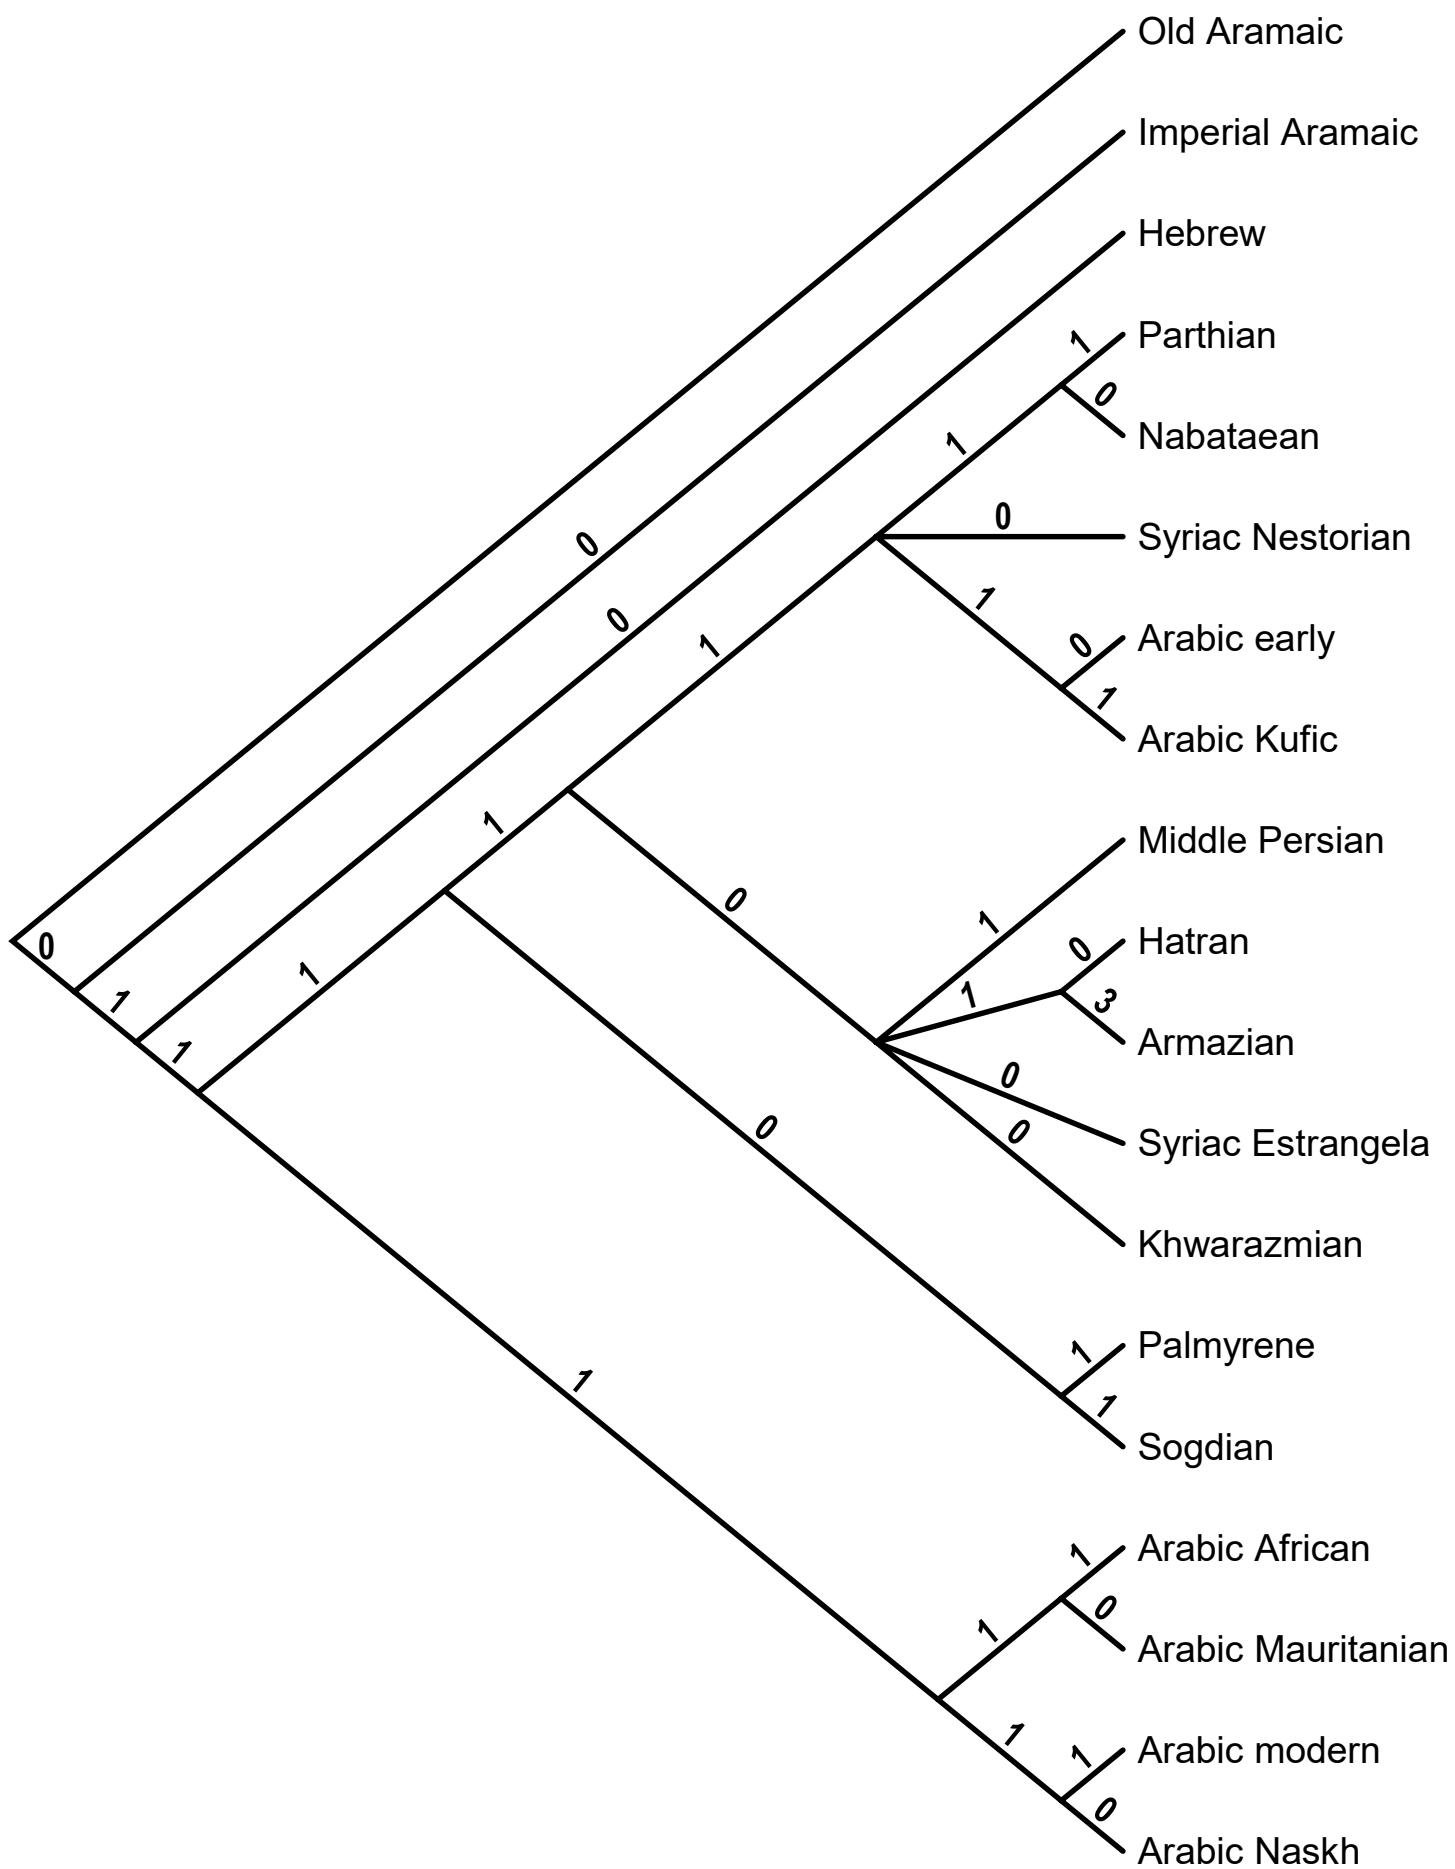 Old Aramaic
Imperial Aramaic
Hebrew
1 Parthian
0
Nabataean
1
0
Syriac Nestorian
0
1
0
Arabic early
0
1
1
Arabic Kufic
1
Middle Persian
0
1
0
Hatran
0
1
1
3
1
Armazian
1
0
Syriac Estrangela
0
0
Khwarazmian
1
Palmyrene
1
1
Sogdian
1
Arabic African
0
1
Arabic Mauritanian
1
1
Arabic modern
0
Arabic Naskh